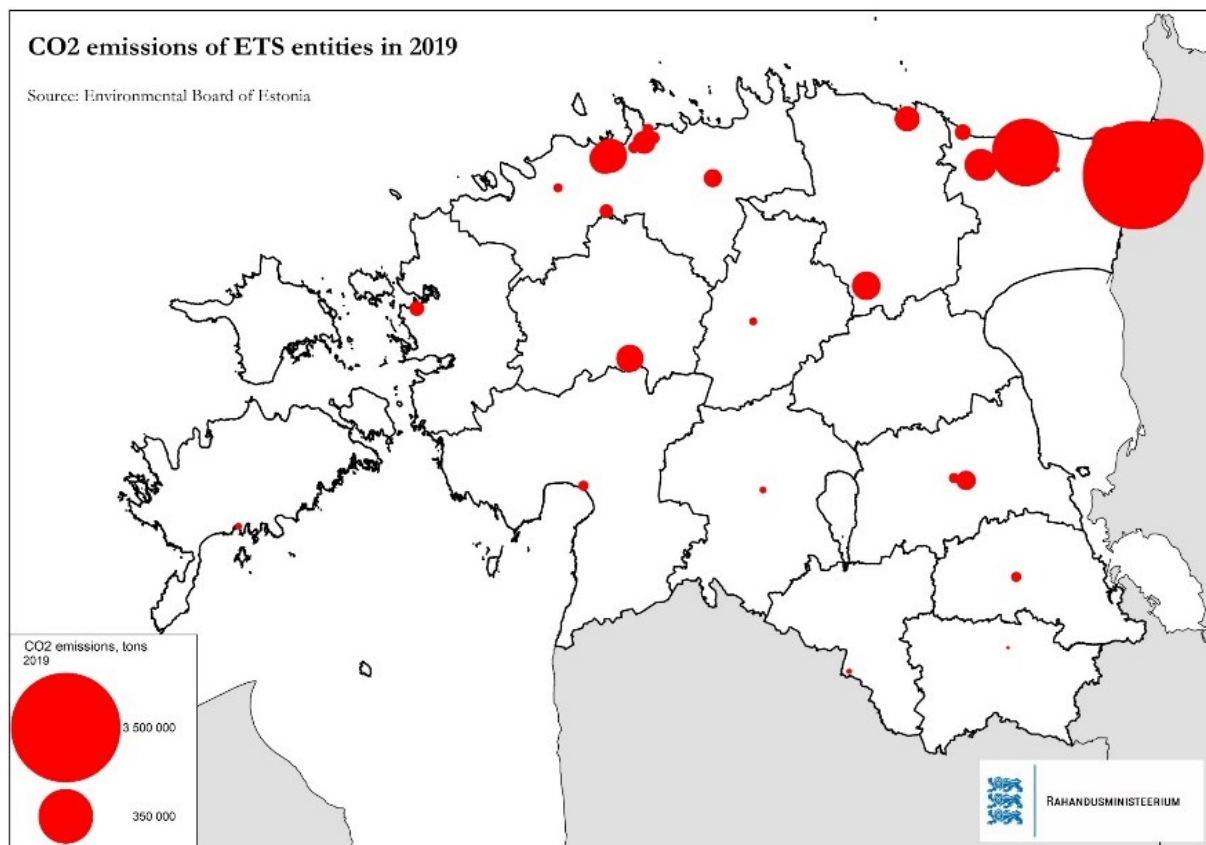 CO2 emissions of ETS entities in 2019
Source: Environmental Board of Estonia
CO2 emissions, tons
2019
3 500 000
350 000
RAHANDUSMINISTEERIUM